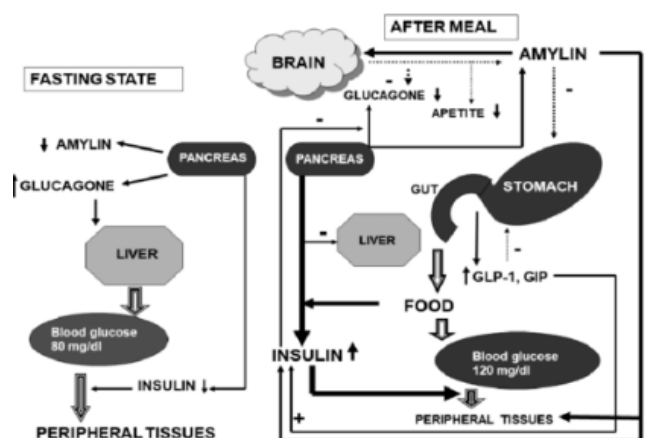 FASTING STATE
AMYLIN
PANCREAS
GLUCAGONE
LIVER
Blood glucose
80 mg/dl
INSULIN
PERIPHERAL TISSUES
AFTER MEAL
BRAIN
AMYLIN
-
GLUCAGONE
APETITE
-
-
PANCREAS
GUT
STOMACH
-
LIVER
-
GLP-1, GIP
FOOD
INSULIN
Blood glucose
120 mg/dl
+
PERIPHERAL TISSUES